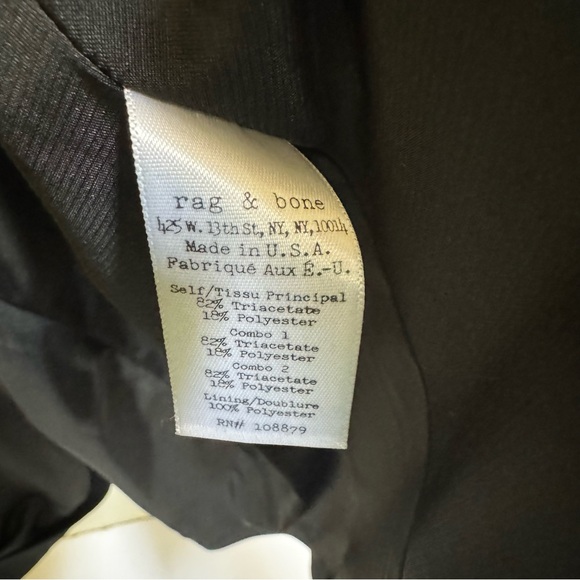 rag & bone
425 W. 13th St, NY, NY, 10014
Made in U.S.A.
Fabriqué Aux É.-U.
Self/Tissu Principal
82% Triacetate
18% Polyester
Combo 1
82% Triacetate
18% Polyester
Combo 2
82% Triacetate
18% Polyester
Lining/Doublure
100% Polyester
RN# 108879